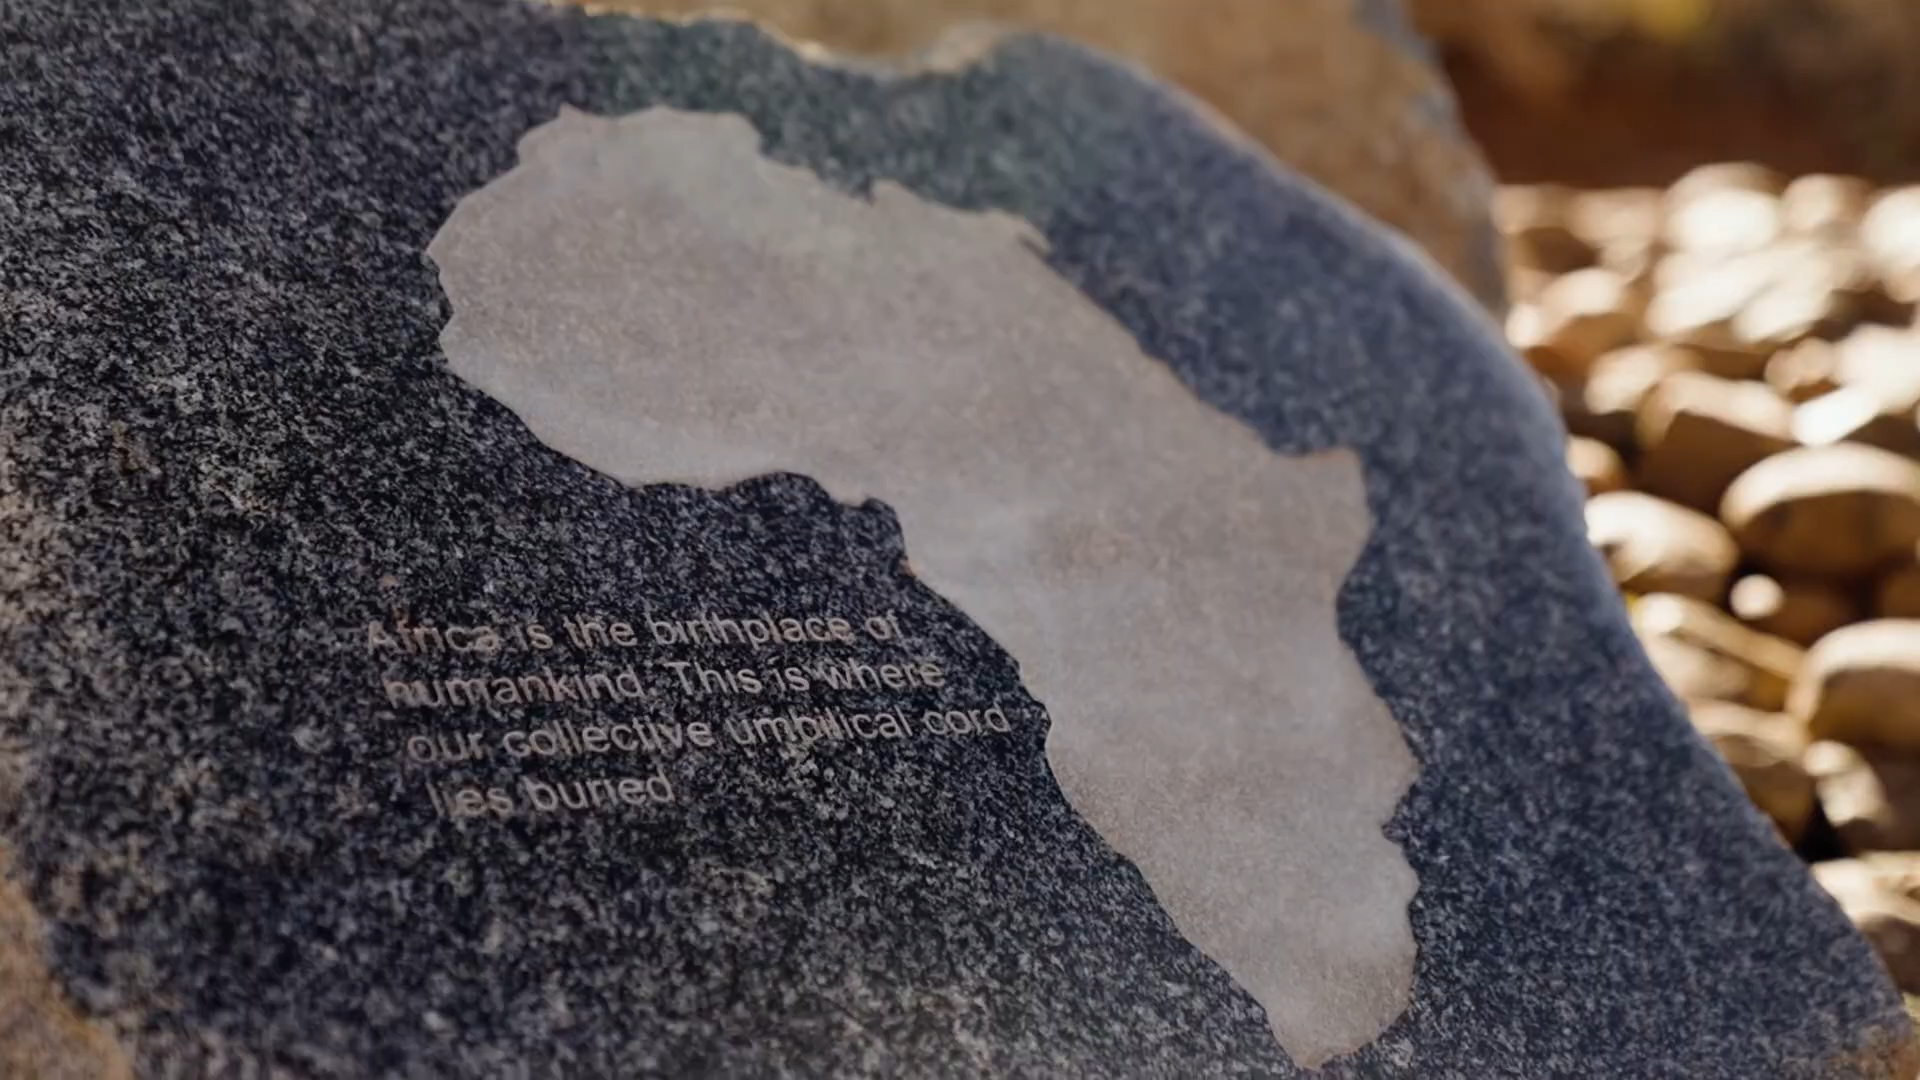 Africa is the birthplace of
humankind. This is where
our collective umbilical cord
lies buried